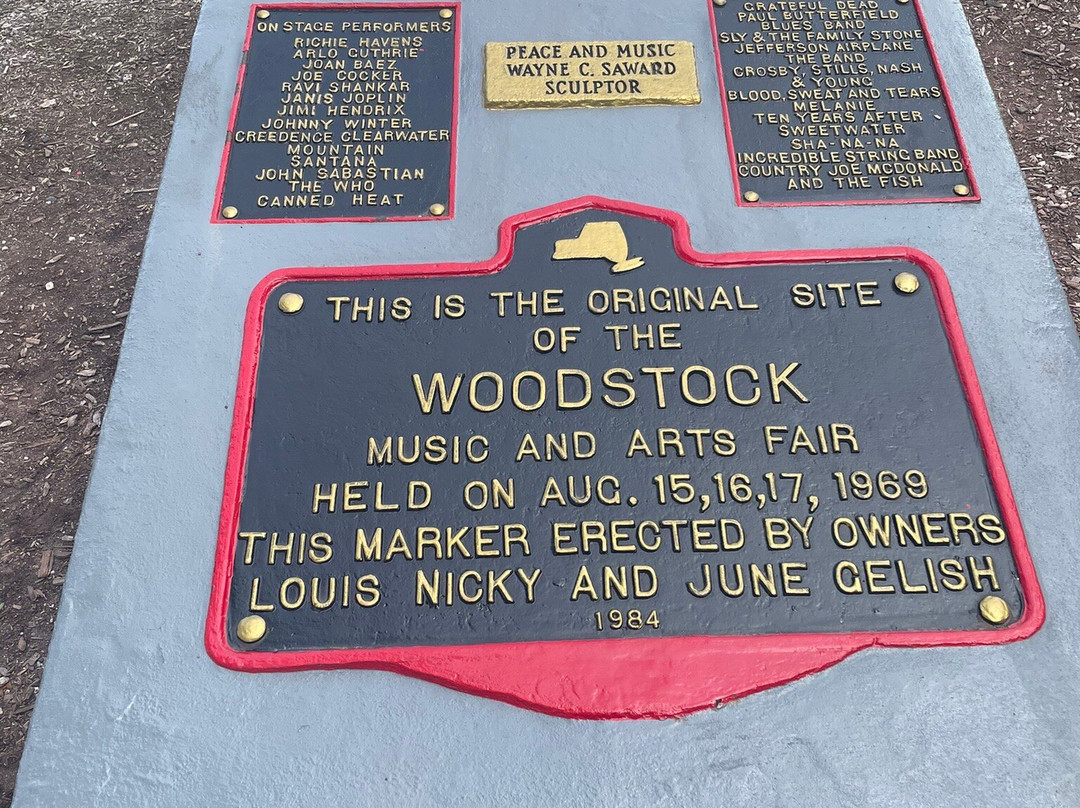 ON STAGE PERFORMERS
RICHIE HAVENS
ARLO GUTHRIE
JOAN BAEZ
JOE COCKER
RAVI SHANKAR
JANIS JOPLIN
JIMI HENDRIX
JOHNNY WINTER
CREEDENCE CLEARWATER
MOUNTAIN
SANTANA
JOHN SABASTIAN
THE WHO
CANNED HEAT
PEACE AND MUSIC
WAYNE C. SAWARD
SCULPTOR
GRATEFUL DEAD
PAUL BUTTERFIELD
BLUES BAND
SLY & THE FAMILY STONE
JEFFERSON AIRPLANE
THE BAND
CROSBY, STILLS, NASH
& YOUNG
BLOOD, SWEAT AND TEARS
MELANIE
TEN YEARS AFTER
SWEETWATER
SHA-NA-NA
INCREDIBLE STRING BAND
COUNTRY JOE MCDONALD
AND THE FISH
THIS IS THE ORIGINAL SITE
OF THE
WOODSTOCK
MUSIC AND ARTS FAIR
HELD ON AUG. 15,16,17, 1969
THIS MARKER ERECTED BY OWNERS
LOUIS NICKY AND JUNE GELISH
1984